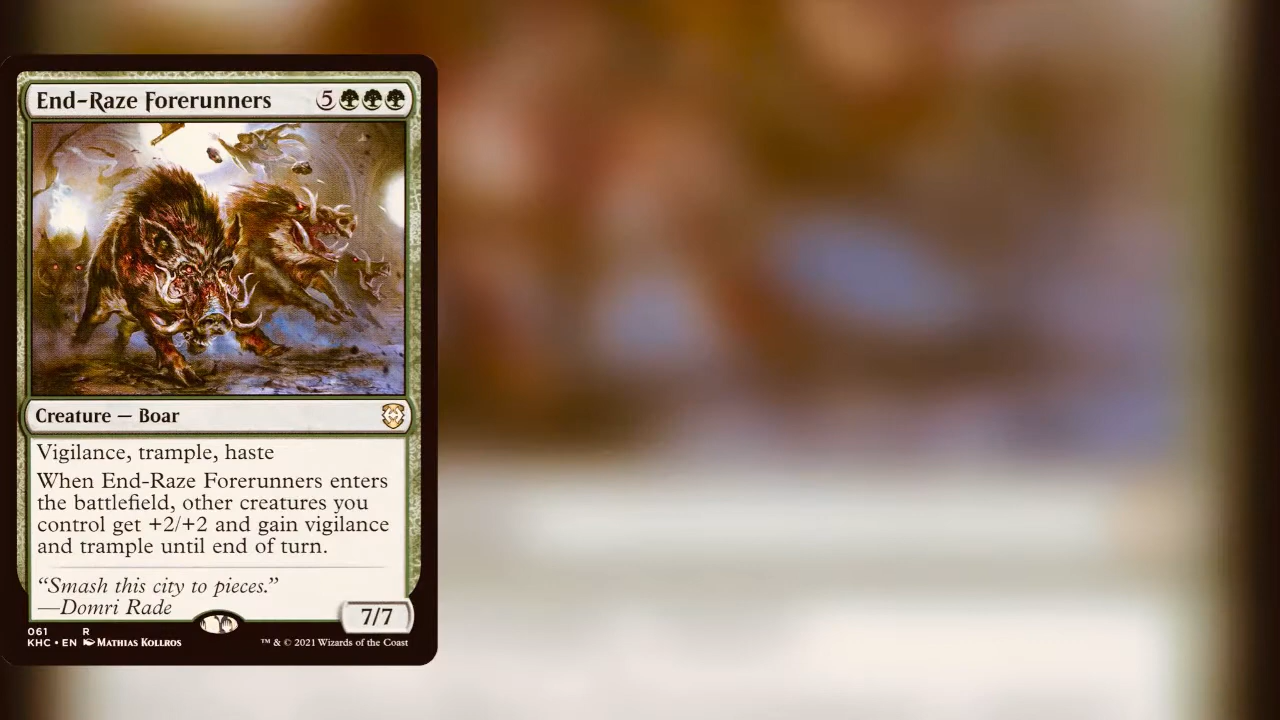 End-Raze Forerunners 5
Creature — Boar
Vigilance, trample, haste
When End-Raze Forerunners enters
the battlefield, other creatures you
control get +2/+2 and gain vigilance
and trample until end of turn.
“Smash this city to pieces.”
—Domri Rade
7/7
061 R
KHC • EN Mathias Kollros
™ & © 2021 Wizards of the Coast